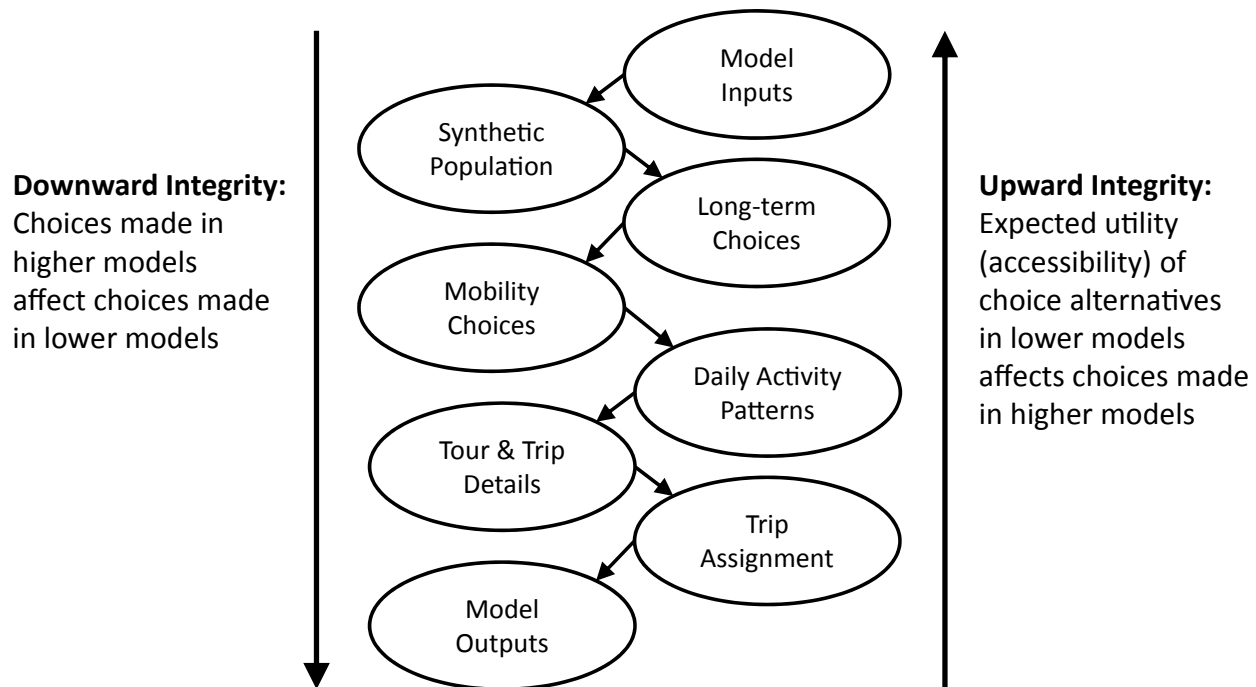 Downward Integrity:
Choices made in
higher models
affect choices made
in lower models
Model
Inputs
Synthetic
Population
Long-term
Choices
Mobility
Choices
Daily Activity
Patterns
Tour & Trip
Details
Trip
Assignment
Model
Outputs
Upward Integrity:
Expected utility
(accessibility) of
choice alternatives
in lower models
affects choices made
in higher models